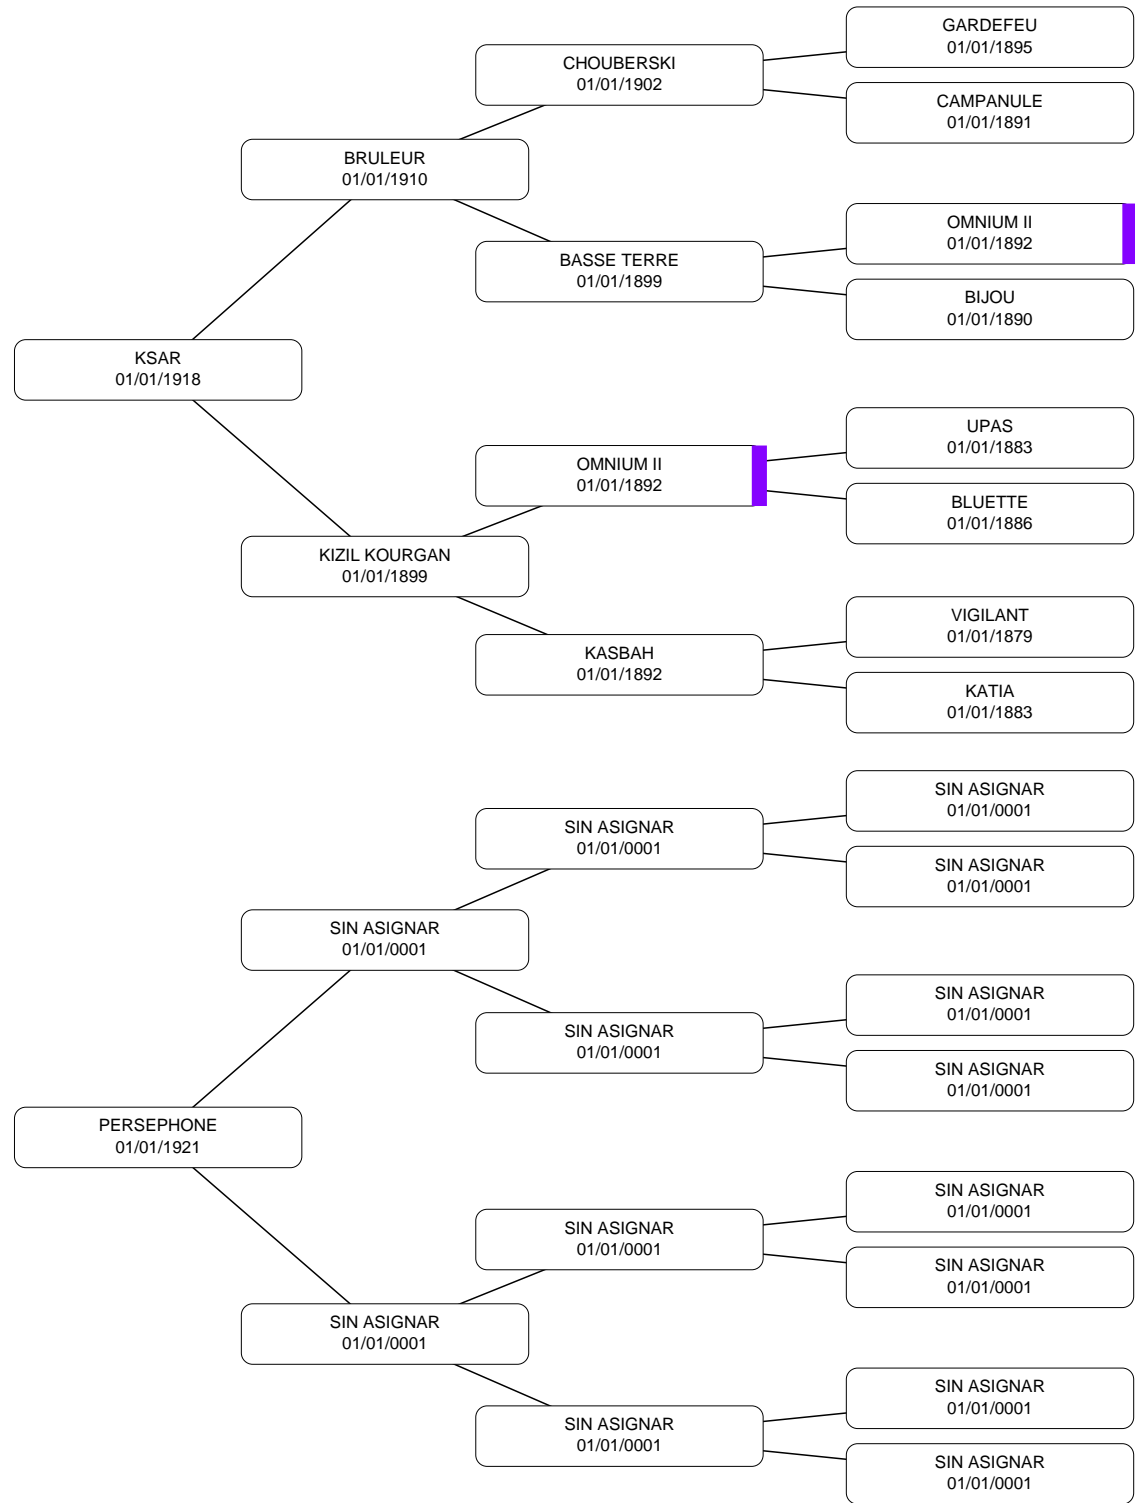 GARDEFEU
01/01/1895
CHOUBERSKI
01/01/1902
CAMPANULE
01/01/1891
BRULEUR
01/01/1910
OMNIUM II
01/01/1892
BASSE TERRE
01/01/1899
BIJOU
01/01/1890
KSAR
01/01/1918
UPAS
01/01/1883
OMNIUM II
01/01/1892
BLUETTE
01/01/1886
KIZIL KOURGAN
01/01/1899
VIGILANT
01/01/1879
KASBAH
01/01/1892
KATIA
01/01/1883
SIN ASIGNAR
01/01/0001
SIN ASIGNAR
01/01/0001
SIN ASIGNAR
01/01/0001
SIN ASIGNAR
01/01/0001
SIN ASIGNAR
01/01/0001
SIN ASIGNAR
01/01/0001
SIN ASIGNAR
01/01/0001
PERSEPHONE
01/01/1921
SIN ASIGNAR
01/01/0001
SIN ASIGNAR
01/01/0001
SIN ASIGNAR
01/01/0001
SIN ASIGNAR
01/01/0001
SIN ASIGNAR
01/01/0001
SIN ASIGNAR
01/01/0001
SIN ASIGNAR
01/01/0001